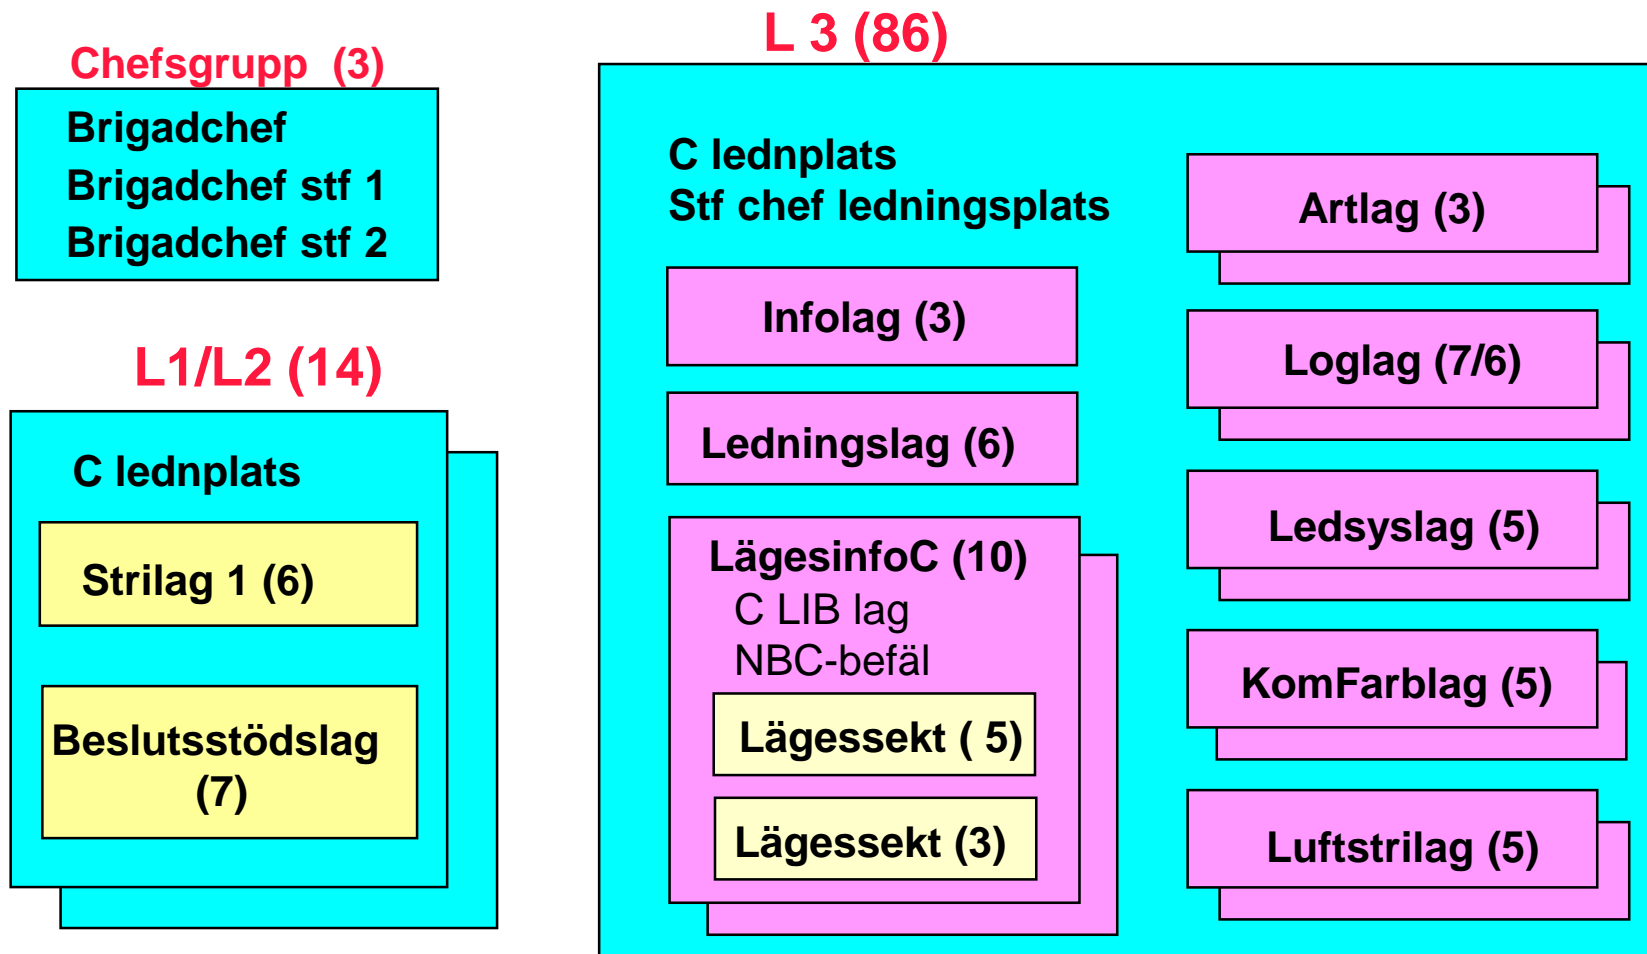 Chefsgrupp (3)
Brigadchef
Brigadchef stf 1
Brigadchef stf 2
L1/L2 (14)
C lednplats
Strilag 1 (6)
Beslutsstödslag
(7)
L 3 (86)
C lednplats
Stf chef ledningsplats
Infolag (3)
Ledningslag (6)
LägesinfoC (10)
C LIB lag
NBC-befäl
Lägessekt ( 5)
Lägessekt (3)
Artlag (3)
Loglag (7/6)
Ledsyslag (5)
KomFarblag (5)
Luftstrilag (5)